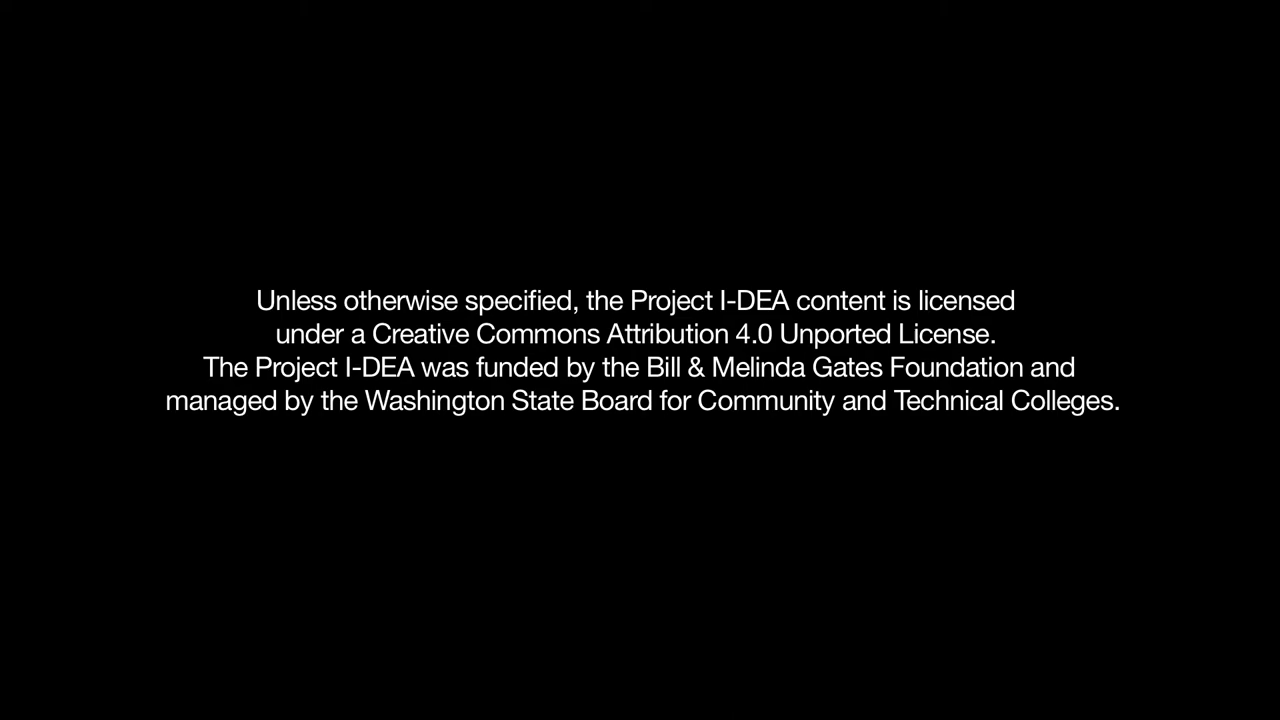 Unless otherwise specified, the Project I-DEA content is licensed
under a Creative Commons Attribution 4.0 Unported License.
The Project I-DEA was funded by the Bill & Melinda Gates Foundation and
managed by the Washington State Board for Community and Technical Colleges.